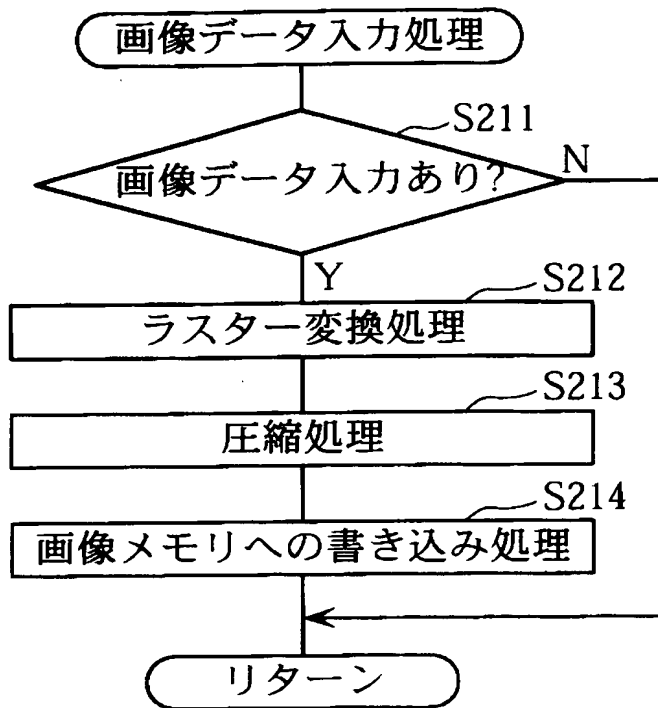 画像データ入力処理
S211
画像データ入力あり?
N
Y
S212
ラスター変換処理
S213
圧縮処理
S214
画像メモリへの書き込み処理
リターン